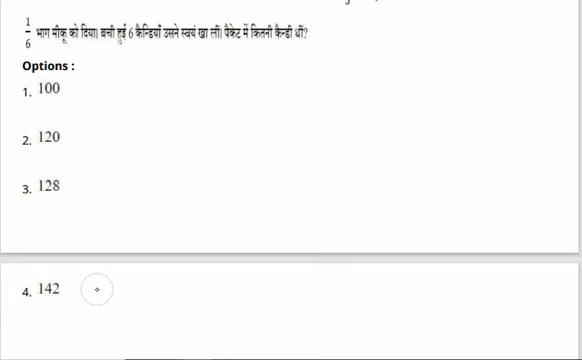 1/6 भाग मीकू को दिया। बची हुई 6 कैन्डियाँ उसने स्वयं खा लीं। पैकेट में कितनी कैन्डी थीं?
Options :
1. 100
2. 120
3. 128
4. 142